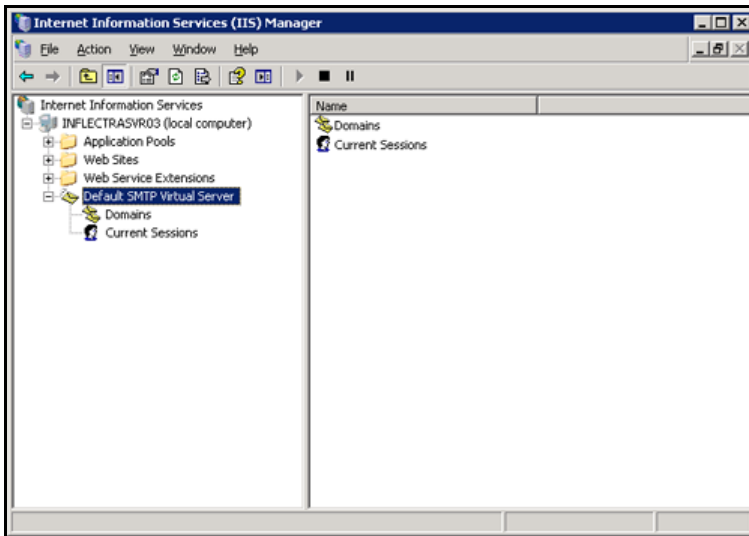 Internet Information Services (IIS) Manager
File Action View Window Help
Internet Information Services
INFLECTRASVR03 (local computer)
Application Pools
Web Sites
Web Service Extensions
Default SMTP Virtual Server
Domains
Current Sessions
Name
Domains
Current Sessions